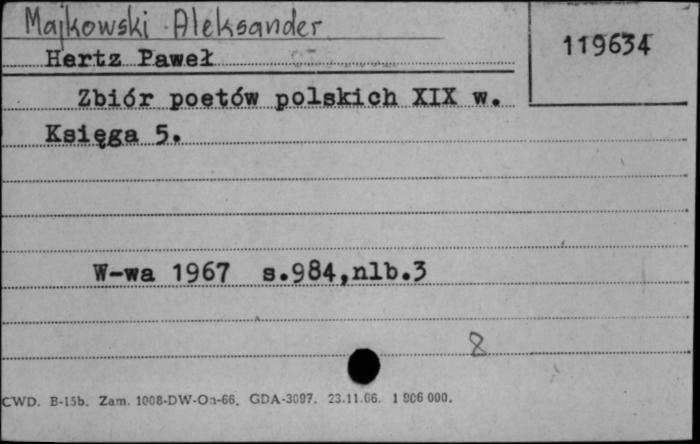 Majkowski Aleksander
119634
Hertz Paweł
Zbiór poetów polskich XIX w.
Księga 5.
W-wa 1967 s.984,nlb.3
8
CWD. B-15b. Zam. 1008-DW-On-66. GDA-3097. 23.11.66. 1 906 000.